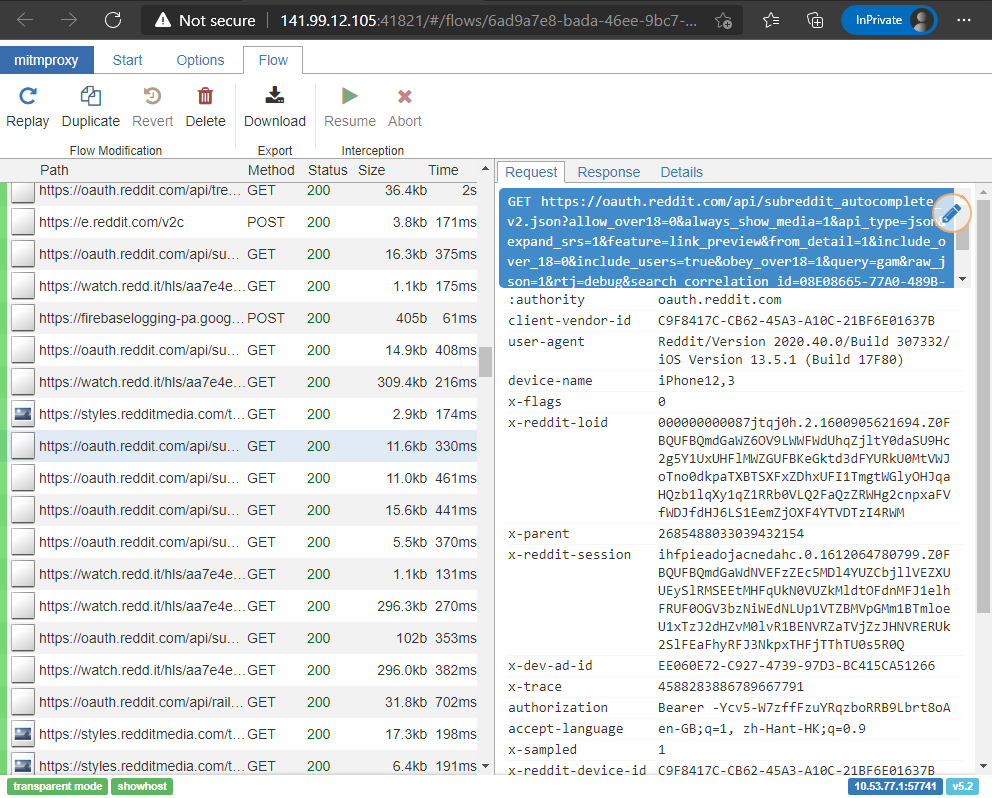 Not secure 141.99.12.105:41821/#/flows/6ad9a7e8-bada-46ee-9bc7-... InPrivate
mitmproxy Start Options Flow
Replay Duplicate Revert Delete Download Resume Abort
Flow Modification Export Interception
Path Method Status Size Time
https://oauth.reddit.com/api/tre... GET 200 36.4kb 2s
https://e.reddit.com/v2c POST 200 3.8kb 171ms
https://oauth.reddit.com/api/su... GET 200 16.3kb 375ms
https://watch.redd.it/hls/aa7e4e... GET 200 1.1kb 175ms
https://firebaselogging-pa.goog... POST 200 405b 61ms
https://oauth.reddit.com/api/su... GET 200 14.9kb 408ms
https://watch.redd.it/hls/aa7e4e... GET 200 309.4kb 216ms
https://styles.redditmedia.com/t... GET 200 2.9kb 174ms
https://oauth.reddit.com/api/su... GET 200 11.6kb 330ms
https://oauth.reddit.com/api/su... GET 200 11.0kb 461ms
https://oauth.reddit.com/api/su... GET 200 15.6kb 441ms
https://oauth.reddit.com/api/su... GET 200 5.5kb 370ms
https://watch.redd.it/hls/aa7e4e... GET 200 1.1kb 131ms
https://watch.redd.it/hls/aa7e4e... GET 200 296.3kb 270ms
https://oauth.reddit.com/api/su... GET 200 102b 353ms
https://watch.redd.it/hls/aa7e4e... GET 200 296.0kb 382ms
https://oauth.reddit.com/api/rail... GET 200 31.8kb 702ms
https://styles.redditmedia.com/t... GET 200 17.3kb 198ms
https://styles.redditmedia.com/t... GET 200 6.4kb 191ms
Request Response Details
GET https://oauth.reddit.com/api/subreddit_autocomplete_
v2.json?allow_over18=0&always_show_media=1&api_type=json
expand_srs=1&feature=link_preview&from_detail=1&include_o
ver_18=0&include_users=true&obey_over18=1&query=gam&raw_j
son=1&rtj=debug&search_correlation_id=08E08665-77A0-489B-
:authority oauth.reddit.com
client-vendor-id C9F8417C-CB62-45A3-A10C-21BF6E01637B
user-agent Reddit/Version 2020.40.0/Build 307332/
iOS Version 13.5.1 (Build 17F80)
device-name iPhone12,3
x-flags 0
x-reddit-loid 000000000087jtqj0h.2.1600905621694.Z0F
BQUFBQmdGaWZ6OV9LWWFWdUhqZjltY0daSU9Hc
2g5Y1UxUHFlMWZGUFBKeGktd3dFYURkU0MtVWJ
oTno0dkpaTXBTSXFxZDhxUFI1TmgtWGlyOHJqa
HQzb1lqXy1qZ1RRb0VLQ2FaQzZRWHg2cnpxaFV
fWDJfdHJ6LS1EemZjOXF4YTVDTzI4RWM
x-parent 2685488033039432154
x-reddit-session ihfpieadojacnedahc.0.1612064780799.Z0F
BQUFBQmdGaWdNVEFzZEc5MDl4YUZCbjllVEZXU
UEySlRMSEEtMHFqUkN0VUZkMldtOFdnMFJ1elh
FRUF0OGV3bzNiWEdNLUp1VTZBMVpGMm1BTmloe
U1xTzJ2dHZvM0lvR1BENVRZaTVjZzJHNVRERUk
2SlFEaFhyRFJ3NkpxTHFjTThTU0s5R0Q
x-dev-ad-id EE060E72-C927-4739-97D3-BC415CA51266
x-trace 4588283886789667791
authorization Bearer -Ycv5-W7zffFzuYRqzboRRB9Lbrt8oA
accept-language en-GB;q=1, zh-Hant-HK;q=0.9
x-sampled 1
x-reddit-device-id C9F8417C-CB62-45A3-A10C-21BF6E01637B
transparent mode showhost 10.53.77.1:57741 v5.2